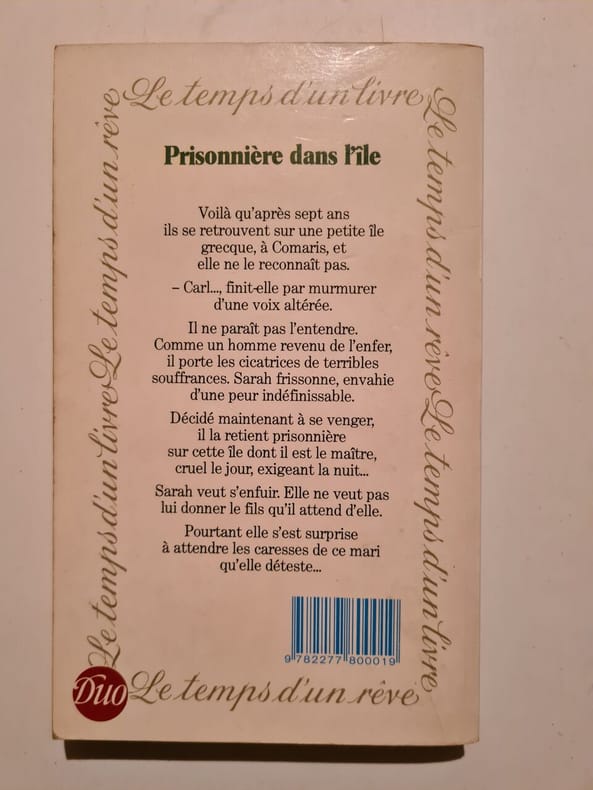 Le temps d'un livre
Le temps d'un rêve
Le temps d'un livre
Le temps d'un rêve
Le temps d'un livre
Prisonnière dans l'île
Voilà qu'après sept ans
ils se retrouvent sur une petite île
grecque, à Comaris, et
elle ne le reconnaît pas.
– Carl..., finit-elle par murmurer
d'une voix altérée.
Il ne paraît pas l'entendre.
Comme un homme revenu de l'enfer,
il porte les cicatrices de terribles
souffrances. Sarah frissonne, envahie
d'une peur indéfinissable.
Décidé maintenant à se venger,
il la retient prisonnière
sur cette île dont il est le maître,
cruel le jour, exigeant la nuit...
Sarah veut s'enfuir. Elle ne veut pas
lui donner le fils qu'il attend d'elle.
Pourtant elle s'est surprise
à attendre les caresses de ce mari
qu'elle déteste...
9 782277 800019
Duo
Le temps d'un rêve